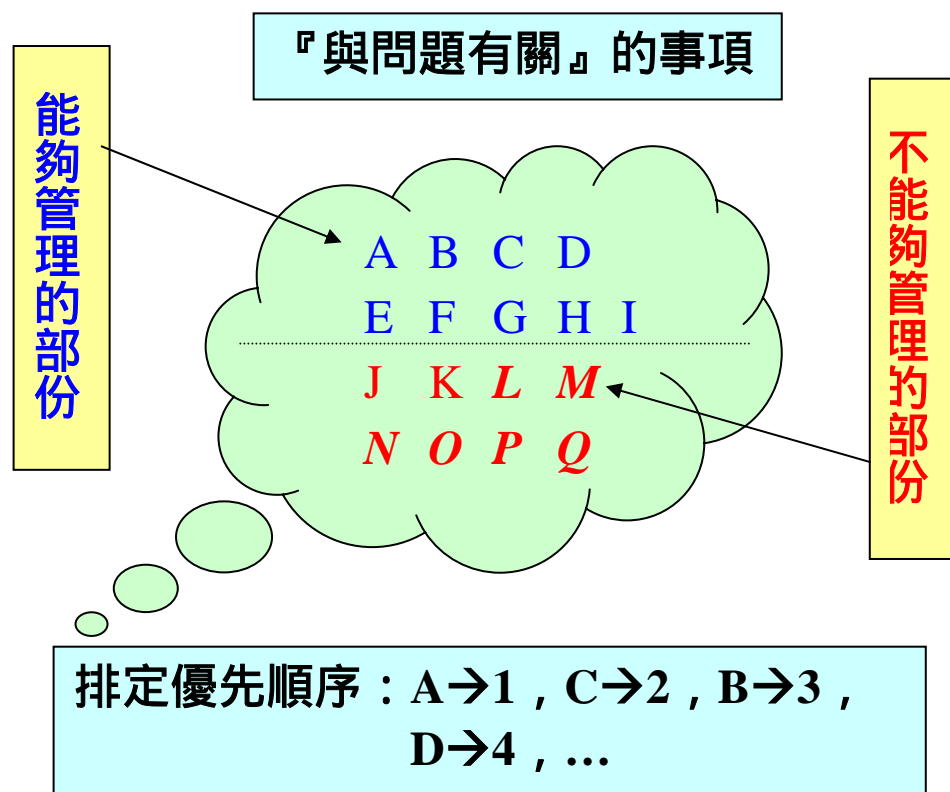 『與問題有關』的事項
能夠管理的部份
不能夠管理的部份
A B C D
E F G H I
J K L M
N O P Q
排定優先順序：A→1，C→2，B→3，
D→4，…